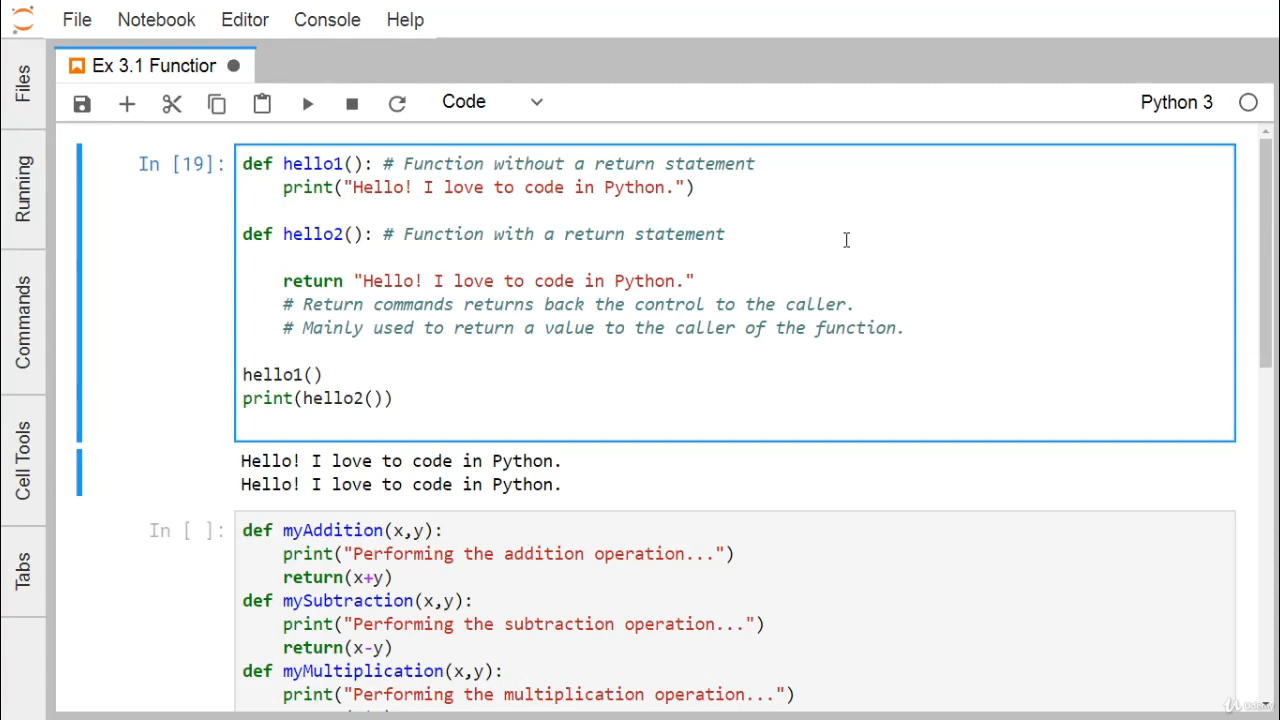 File Notebook Editor Console Help
Ex 3.1 Functior
Code Python 3
Files
Running
Commands
Cell Tools
Tabs
In [19]: def hello1(): # Function without a return statement
print("Hello! I love to code in Python.")
def hello2(): # Function with a return statement
return "Hello! I love to code in Python."
# Return commands returns back the control to the caller.
# Mainly used to return a value to the caller of the function.
hello1()
print(hello2())
Hello! I love to code in Python.
Hello! I love to code in Python.
In [ ]: def myAddition(x,y):
print("Performing the addition operation...")
return(x+y)
def mySubtraction(x,y):
print("Performing the subtraction operation...")
return(x-y)
def myMultiplication(x,y):
print("Performing the multiplication operation...")